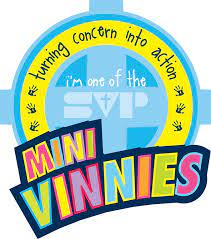 turning concern into action
i'm one of the
SVP
MINI
VINNIES